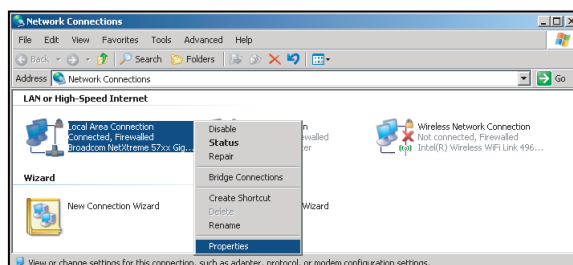 Network Connections
File Edit View Favorites Tools Advanced Help
Back Search Folders
Address Network Connections Go
LAN or High-Speed Internet
Local Area Connection
Connected, Firewalled
Broadcom NetXtreme 57xx Gig...
Disable
Status
Repair
Bridge Connections
Create Shortcut
Delete
Rename
Properties
Wireless Network Connection
Not connected, Firewalled
Intel(R) Wireless WiFi Link 496...
Wizard
New Connection Wizard
Wizard
View or change settings for this connection, such as adapter, protocol, or modem configuration settings.